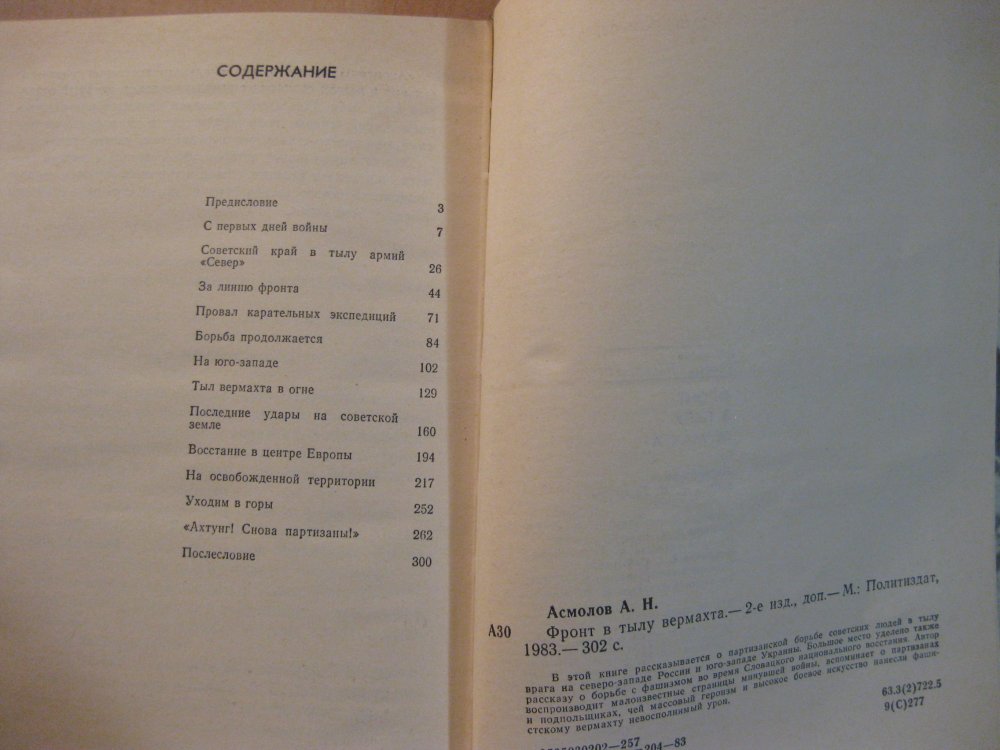 СОДЕРЖАНИЕ
Предисловие 3
С первых дней войны 7
Советский край в тылу армий
«Север» 26
За линию фронта 44
Провал карательных экспедиций 71
Борьба продолжается 84
На юго-западе 102
Тыл вермахта в огне 129
Последние удары на советской
земле 160
Восстание в центре Европы 194
На освобожденной территории 217
Уходим в горы 252
«Ахтунг! Снова партизаны!» 262
Послесловие 300
Асмолов А. Н.
А30 Фронт в тылу вермахта.— 2-е изд., доп.— М.: Политиздат,
1983.— 302 с.
В этой книге рассказывается о партизанской борьбе советских людей в тылу
врага на северо-западе России и юго-западе Украины. Большое место уделено также
рассказу о борьбе с фашизмом во время Словацкого национального восстания. Автор
воспроизводит малоизвестные страницы минувшей войны, вспоминает о партизанах
и подпольщиках, чей массовый героизм и высокое боевое искусство нанесли фаши-
стскому вермахту невосполнимый урон.
63.3(2)722.5
9(С)277
0202—257
204—83